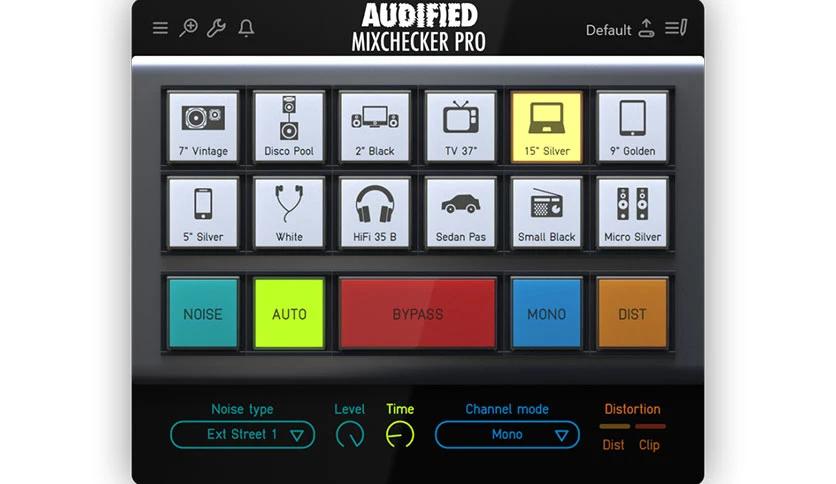 AUDIFIED
MIXCHECKER PRO
Default
7" Vintage
Disco Pool
2" Black
TV 37"
15" Silver
9" Golden
5" Silver
White
HiFi 35 B
Sedan Pas
Small Black
Micro Silver
NOISE
AUTO
BYPASS
MONO
DIST
Noise type
Level
Time
Channel mode
Distortion
Ext Street 1
Mono
Dist
Clip